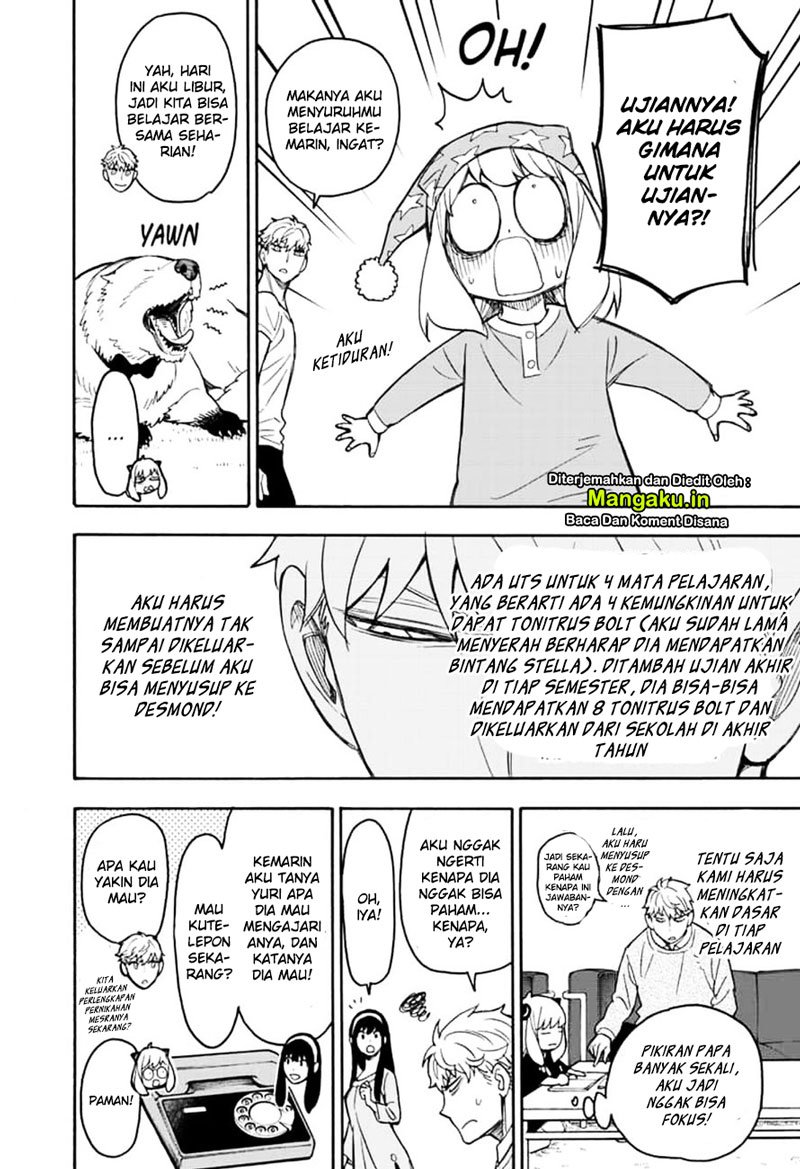 OH!
UJIANNYA!
AKU HARUS
GIMANA
UNTUK
UJIAN-
NYA?!
MAKANYA AKU
MENYURUHMU
BELAJAR KE-
MARIN, INGAT?
YAH, HARI
INI AKU LIBUR,
JADI KITA BISA
BELAJAR BER-
SAMA SEHA-
RIAN!
YAWN
AKU
KETIDURAN!
...
Diterjemahkan dan Diedit Oleh :
Mangaku.in
Baca Dan Koment Disana
ADA UTS UNTUK 4 MATA PELAJARAN,
YANG BERARTI ADA 4 KEMUNGKINAN UNTUK
DAPAT TONITRUS BOLT (AKU SUDAH LAMA
MENYERAH BERHARAP DIA MENDAPATKAN
BINTANG STELLA). DITAMBAH UJIAN AKHIR
DI TIAP SEMESTER, DIA BISA-BISA
MENDAPATKAN 8 TONITRUS BOLT DAN
DIKELUARKAN DARI SEKOLAH DI AKHIR
TAHUN
AKU HARUS
MEMBUATNYA TAK
SAMPAI DIKELUAR-
KAN SEBELUM AKU
BISA MENYUSUP KE
DESMOND!
TENTU SAJA
KAMI HARUS
MENINGKAT-
KAN DASAR
DI TIAP
PELAJARAN
LALU,
AKU HARU
MENYUSUP
KE DES-
MOND
DENGAN
...
JADI SEKA-
RANG KAU
PAHAM
KENAPA INI
JAWABAN-
NYA?
PIKIRAN PAPA
BANYAK SEKALI,
AKU JADI
NGGAK BISA
FOKUS!
AKU NGGAK
NGERTI
KENAPA DIA
NGGAK BISA
PAHAM...
KENAPA,
YA?
OH,
IYA!
KEMARIN
AKU TANYA
YURI APA
DIA MAU
MENGAJARI
ANYA, DAN
KATANYA
DIA MAU!
MAU
KUTE-
LEPON
SEKA-
RANG?
APA KAU
YAKIN DIA
MAU?
KITA
KELUARKAN
PERLENGKAPAN
PERNIKAHAN
MESRANYA
SEKARANG?
PAMAN!